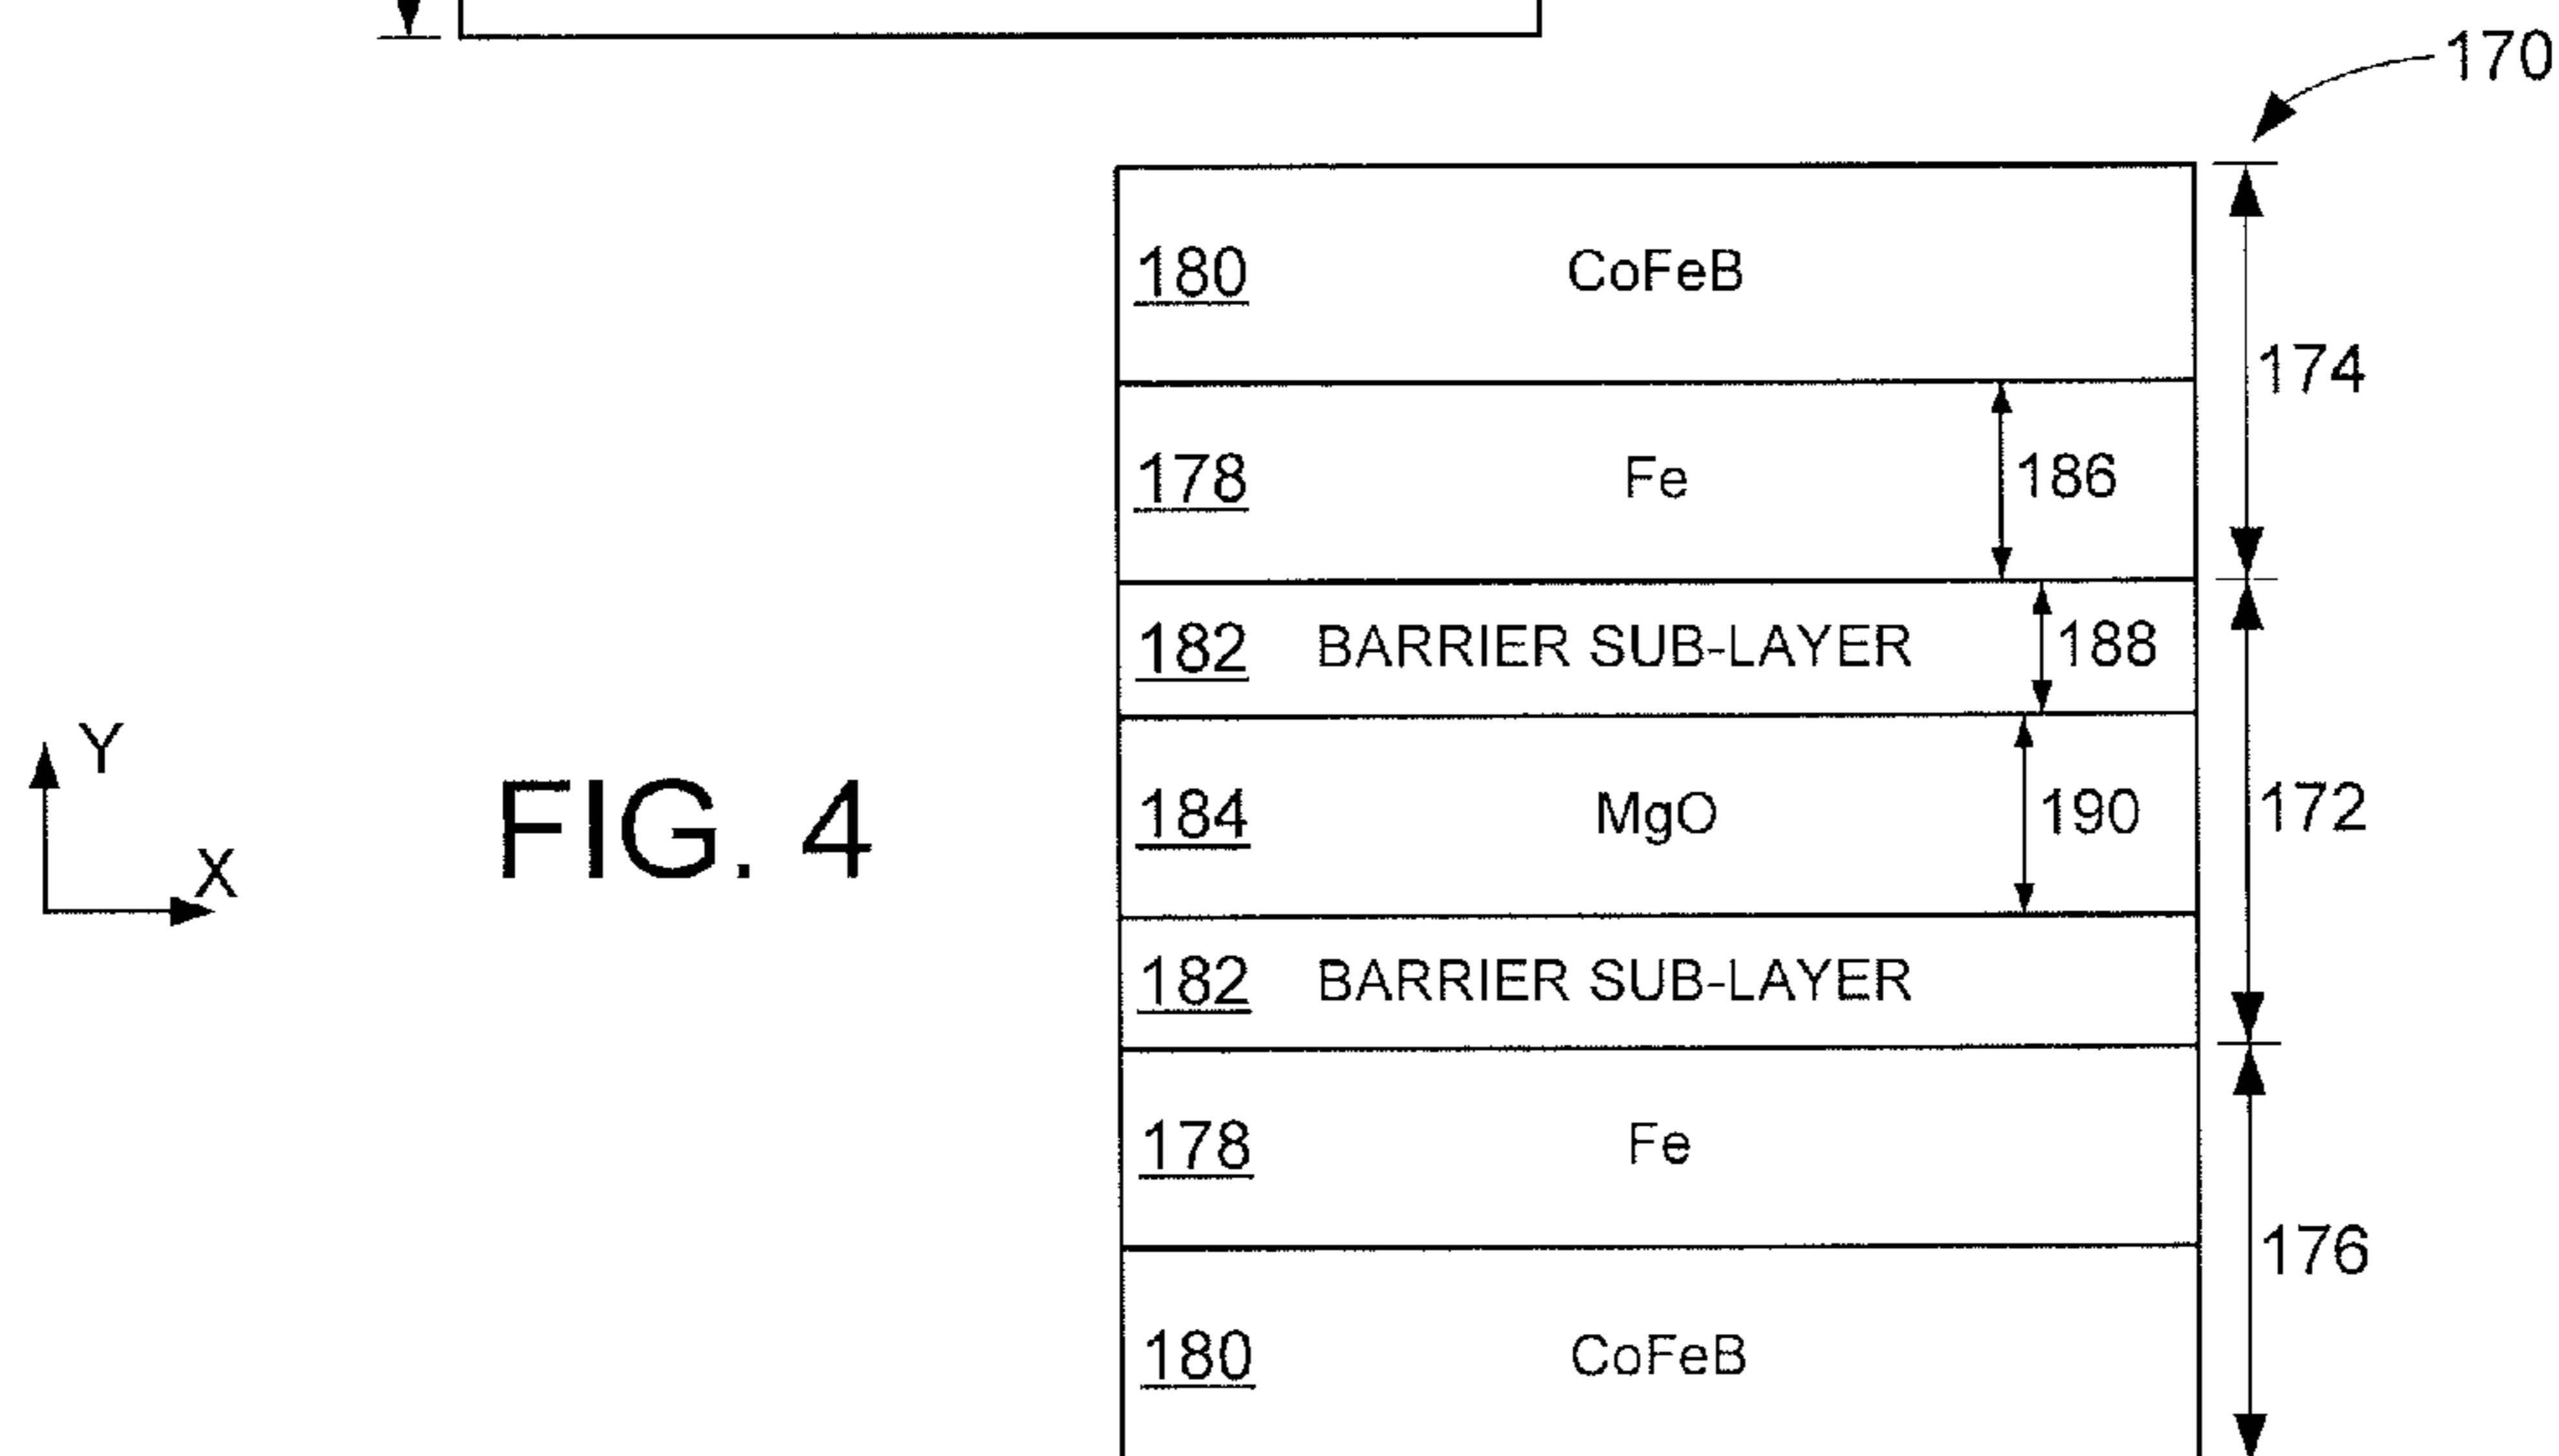 170
180 CoFeB
174
178 Fe 186
182 BARRIER SUB-LAYER 188
Y
X
FIG. 4
184 MgO 190
172
182 BARRIER SUB-LAYER
178 Fe
176
180 CoFeB